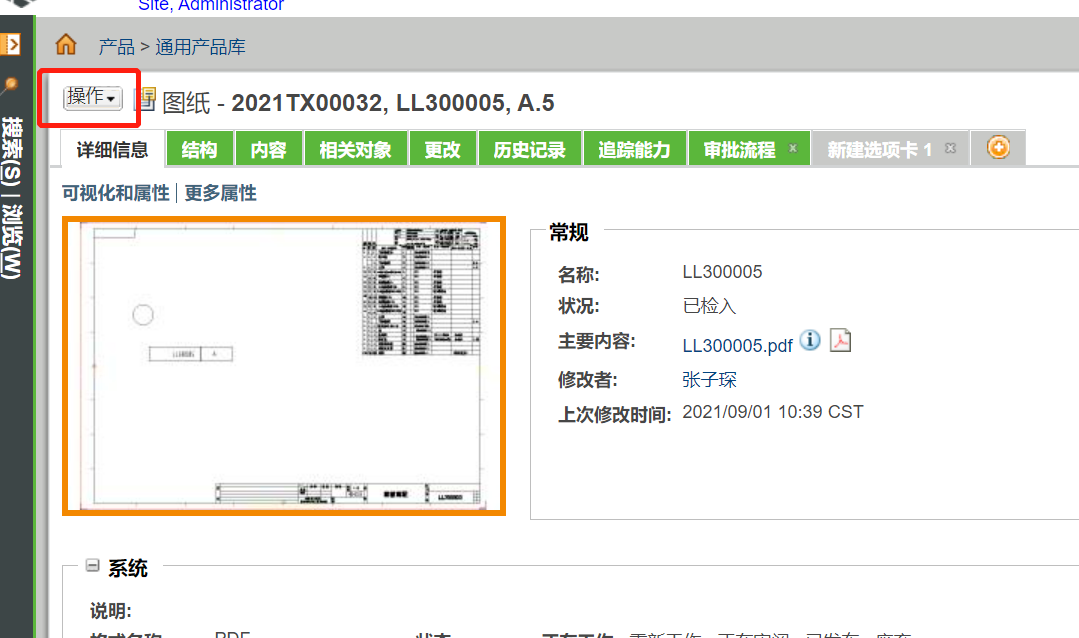 Site, Administrator
产品 > 通用产品库
操作
图纸 - 2021TX00032, LL300005, A.5
搜索(S) | 浏览(W)
详细信息 结构 内容 相关对象 更改 历史记录 追踪能力 审批流程 新建选项卡 1
可视化和属性 | 更多属性
LL300005 A
LL300005
常规
名称: LL300005
状况: 已检入
主要内容: LL300005.pdf
修改者: 张子琛
上次修改时间: 2021/09/01 10:39 CST
系统
说明:
格式名称 PDF 状态 正在工作 重新工作 正在审阅 已发布 废弃